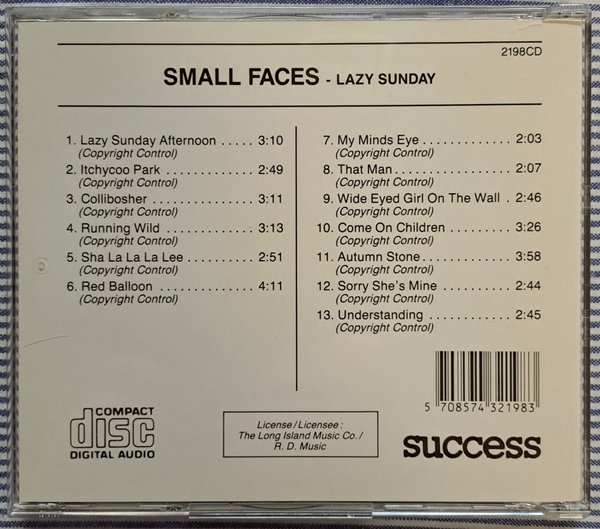 2198CD
SMALL FACES - LAZY SUNDAY
1. Lazy Sunday Afternoon ..... 3:10
(Copyright Control)
2. Itchycoo Park ............ 2:49
(Copyright Control)
3. Collibosher .............. 3:11
(Copyright Control)
4. Running Wild ............ 3:13
(Copyright Control)
5. Sha La La La Lee ......... 2:51
(Copyright Control)
6. Red Balloon ............. 4:11
(Copyright Control)
7. My Minds Eye ............. 2:03
(Copyright Control)
8. That Man ................. 2:07
(Copyright Control)
9. Wide Eyed Girl On The Wall . 2:46
(Copyright Control)
10. Come On Children ......... 3:26
(Copyright Control)
11. Autumn Stone ............ 3:58
(Copyright Control)
12. Sorry She's Mine .......... 2:44
(Copyright Control)
13. Understanding ............ 2:45
(Copyright Control)
COMPACT
disc
DIGITAL AUDIO
License/Licensee:
The Long Island Music Co./
R. D. Music
5 708574 321983
success